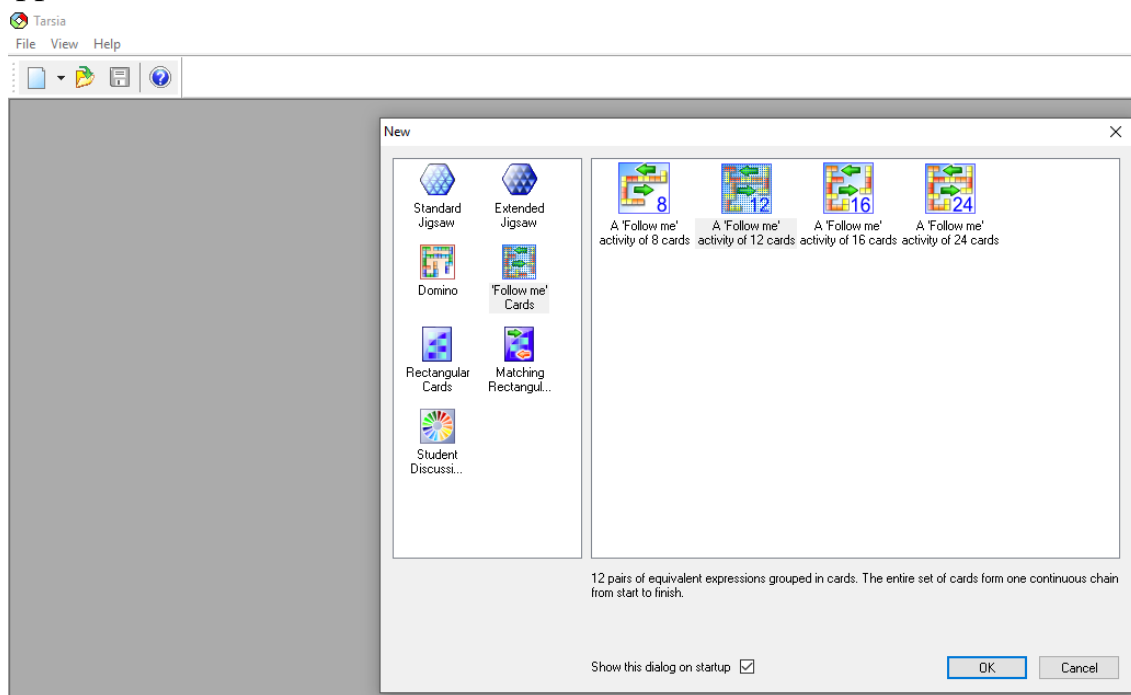 Tarsia
File View Help
New
Standard
Jigsaw
Extended
Jigsaw
Domino
'Follow me'
Cards
Rectangular
Cards
Matching
Rectangul...
Student
Discussi...
8
A 'Follow me'
activity of 8 cards
12
A 'Follow me'
activity of 12 cards
16
A 'Follow me'
activity of 16 cards
24
A 'Follow me'
activity of 24 cards
12 pairs of equivalent expressions grouped in cards. The entire set of cards form one continuous chain
from start to finish.
Show this dialog on startup
OK Cancel